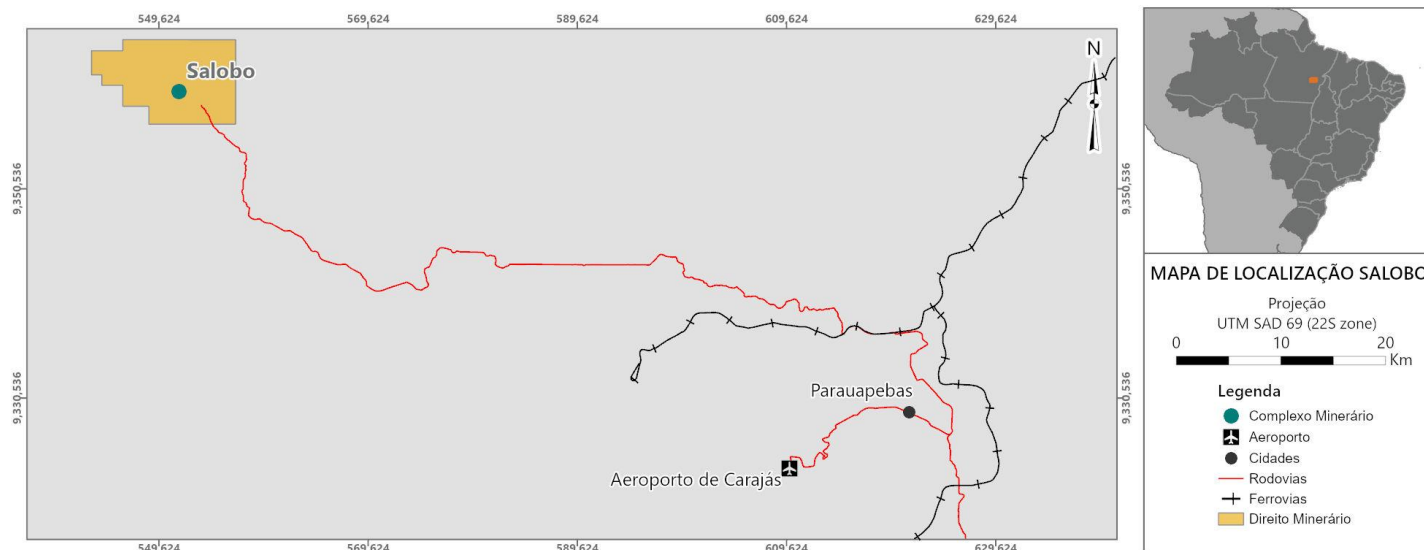 549,624 569,624 589,624 609,624 629,624
Salobo
N
9,350,536 9,350,536
9,330,536 9,330,536
Parauapebas
Aeroporto de Carajás
549,624 569,624 589,624 609,624 629,624
MAPA DE LOCALIZAÇÃO SALOBO
Projeção
UTM SAD 69 (22S zone)
0 10 20
Km
Legenda
Complexo Minerário
Aeroporto
Cidades
Rodovias
Ferrovias
Direito Minerário